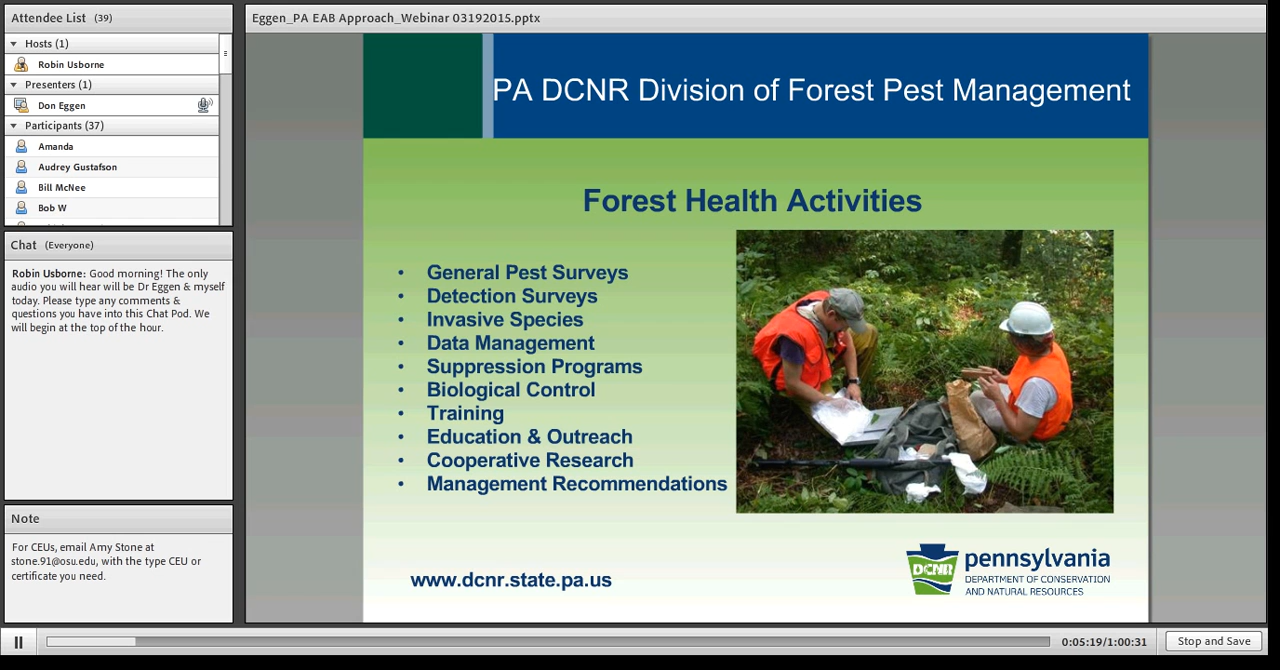 Attendee List (39)
Hosts (1)
Robin Usborne
Presenters (1)
Don Eggen
Participants (37)
Amanda
Audrey Gustafson
Bill McNee
Bob W
Chat (Everyone)
Robin Usborne: Good morning! The only
audio you will hear will be Dr Eggen & myself
today. Please type any comments &
questions you have into this Chat Pod. We
will begin at the top of the hour.
Note
For CEUs, email Amy Stone at
stone.91@osu.edu, with the type CEU or
certificate you need.
Eggen_PA EAB Approach_Webinar 03192015.pptx
PA DCNR Division of Forest Pest Management
Forest Health Activities
• General Pest Surveys
• Detection Surveys
• Invasive Species
• Data Management
• Suppression Programs
• Biological Control
• Training
• Education & Outreach
• Cooperative Research
• Management Recommendations
www.dcnr.state.pa.us
DCNR
pennsylvania
DEPARTMENT OF CONSERVATION
AND NATURAL RESOURCES
0:05:19/1:00:31
Stop and Save